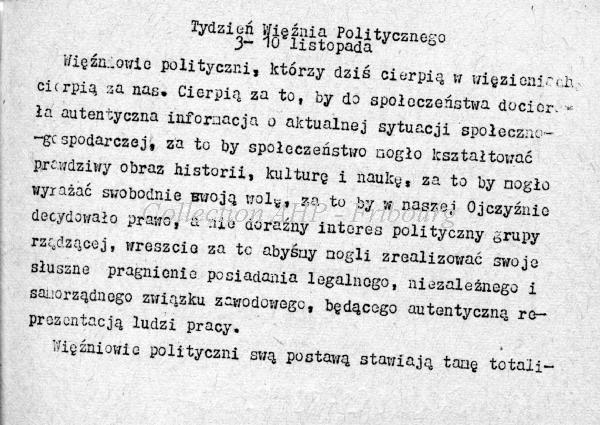 Tydzień Więźnia Politycznego
3- 10 listopada
Więźniowie polityczni, którzy dziś cierpią w więzieniach,
cierpią za nas. Cierpią za to, by do społeczeństwa docier-
ła autentyczna informacja o aktualnej sytuacji społeczno-
-gospodarczej, za to by społeczeństwo mogło kształtować
prawdziwy obraz historii, kulturę i naukę, za to by mogło
wyrażać swobodnie swoją wolę, za to by w naszej Ojczyźnie
decydowało prawo, a nie doraźny interes polityczny grupy
Collection AHP - Fribourg
rządzącej, wreszcie za to abyśmy mogli zrealizować swoje
słuszne pragnienie posiadania legalnego, niezależnego i
samorządnego związku zawodowego, będącego autentyczną re-
prezentacją ludzi pracy.
Więźniowie polityczni swą postawą stawiają tamę totali-